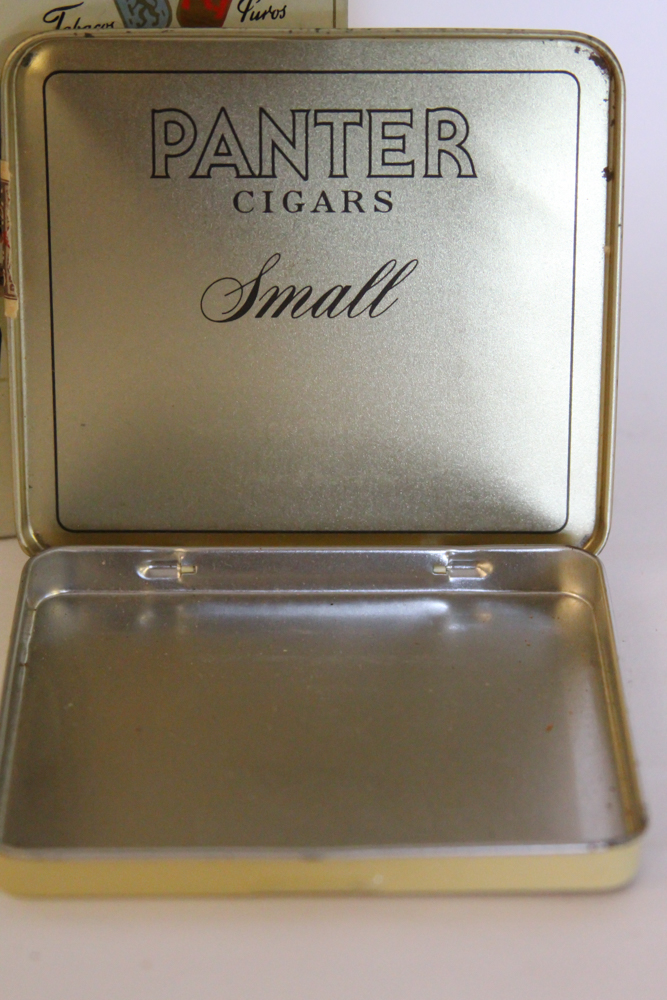 Tabacos Puros
PANTER
CIGARS
Small